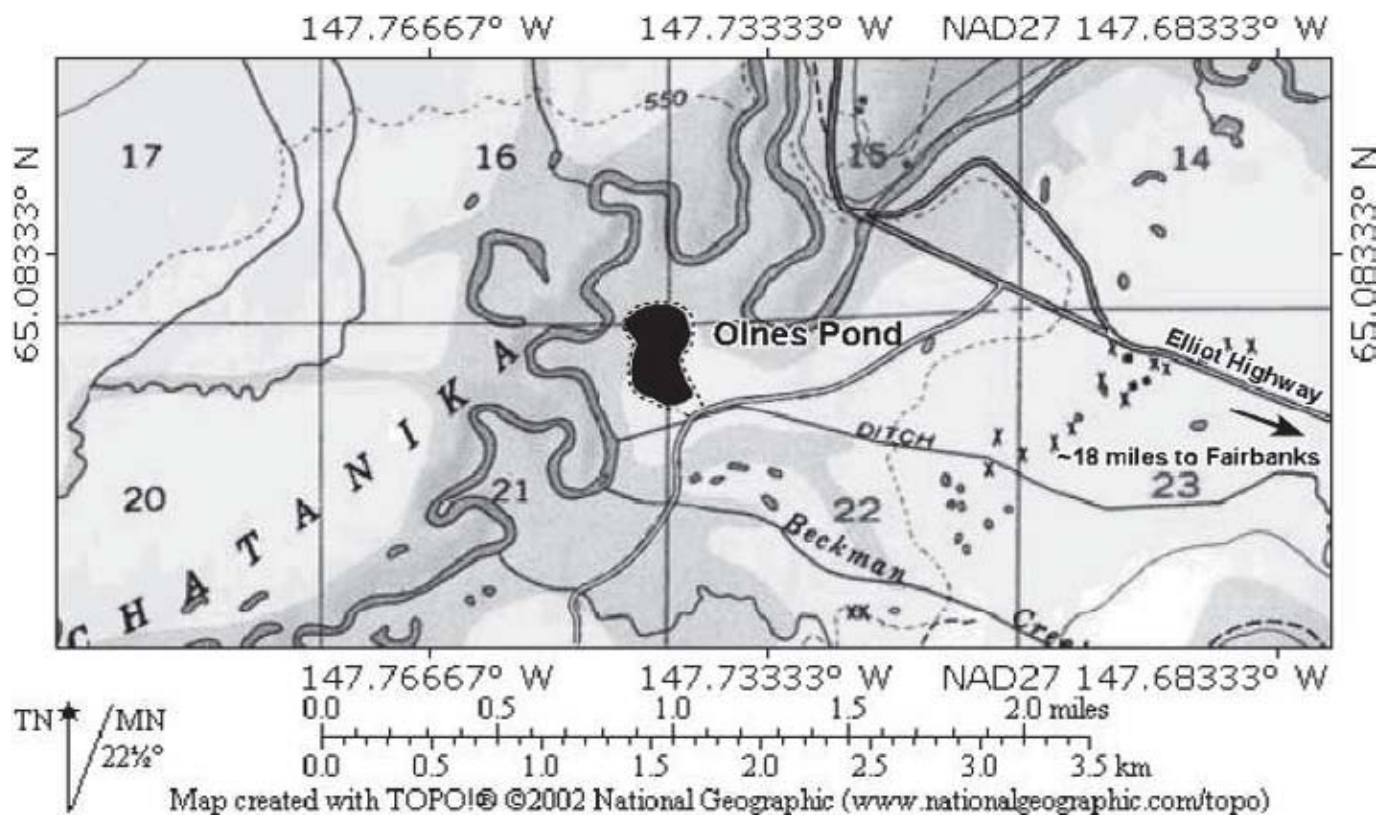 147.76667° W 147.73333° W NAD27 147.68333° W
65.08333° N
65.08333° N
550
17
16
15
14
Olnes Pond
Elliot Highway
DITCH
~18 miles to Fairbanks
20
21
22
23
CHATANIKA
Beckman
Cree
147.76667° W 147.73333° W NAD27 147.68333° W
TN MN
22½°
0.0 0.5 1.0 1.5 2.0 miles
0.0 0.5 1.0 1.5 2.0 2.5 3.0 3.5 km
Map created with TOPO!® ©2002 National Geographic (www.nationalgeographic.com/topo)